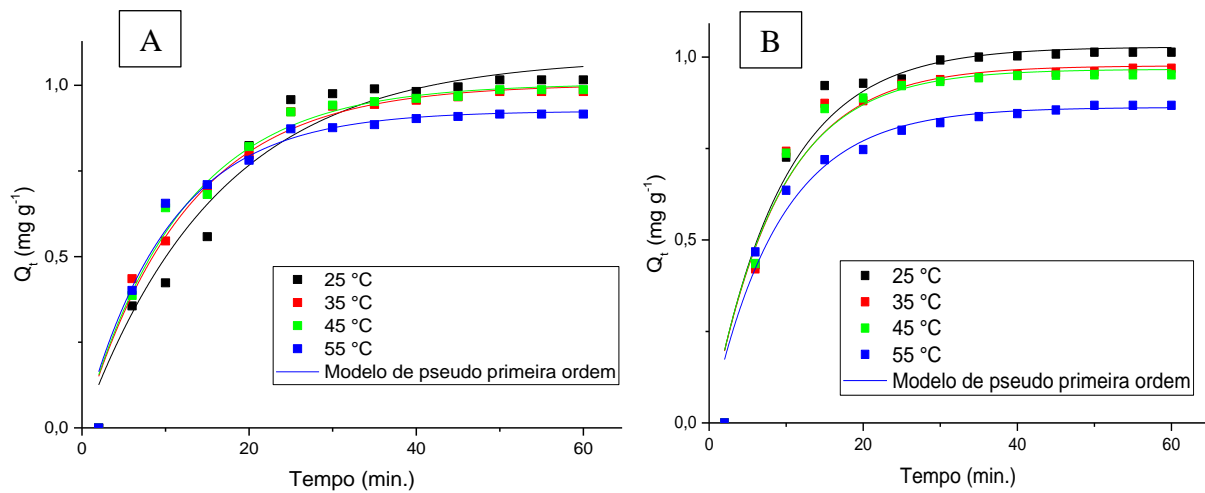 A
Q_t (mg g⁻¹)
1,0
0,5
0,0
25 °C
35 °C
45 °C
55 °C
Modelo de pseudo primeira ordem
0 20 40 60
Tempo (min.)
B
Q_t (mg g⁻¹)
1,0
0,5
0,0
25 °C
35 °C
45 °C
55 °C
Modelo de pseudo primeira ordem
0 20 40 60
Tempo (min.)